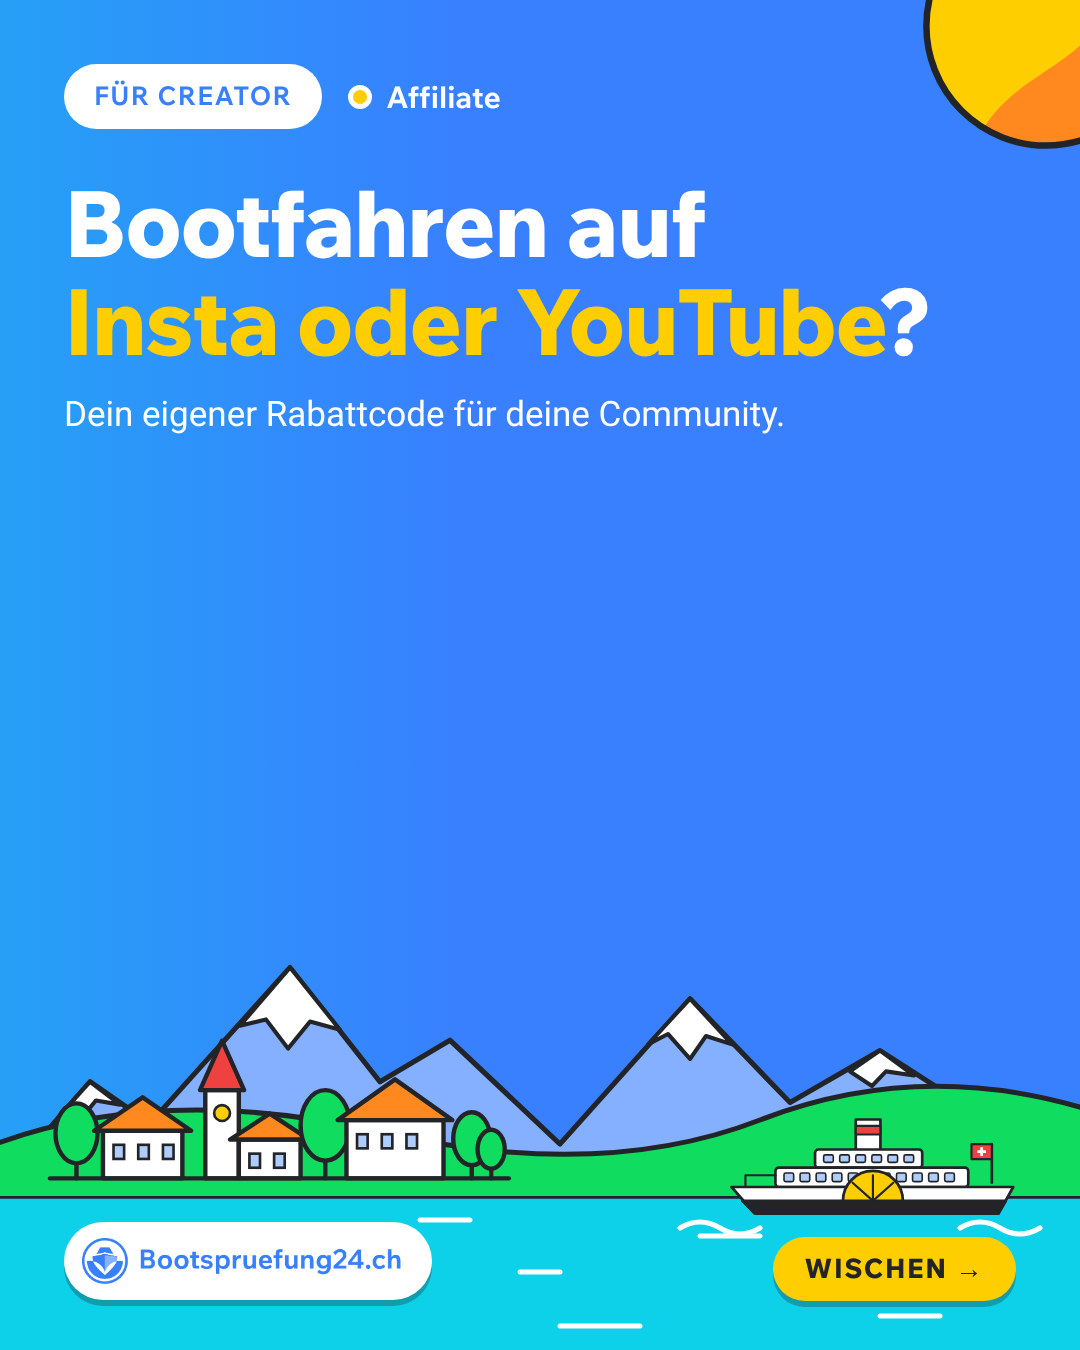 FÜR CREATOR
Affiliate
Bootfahren auf
Insta oder YouTube?
Dein eigener Rabattcode für deine Community.
Bootspruefung24.ch
WISCHEN →